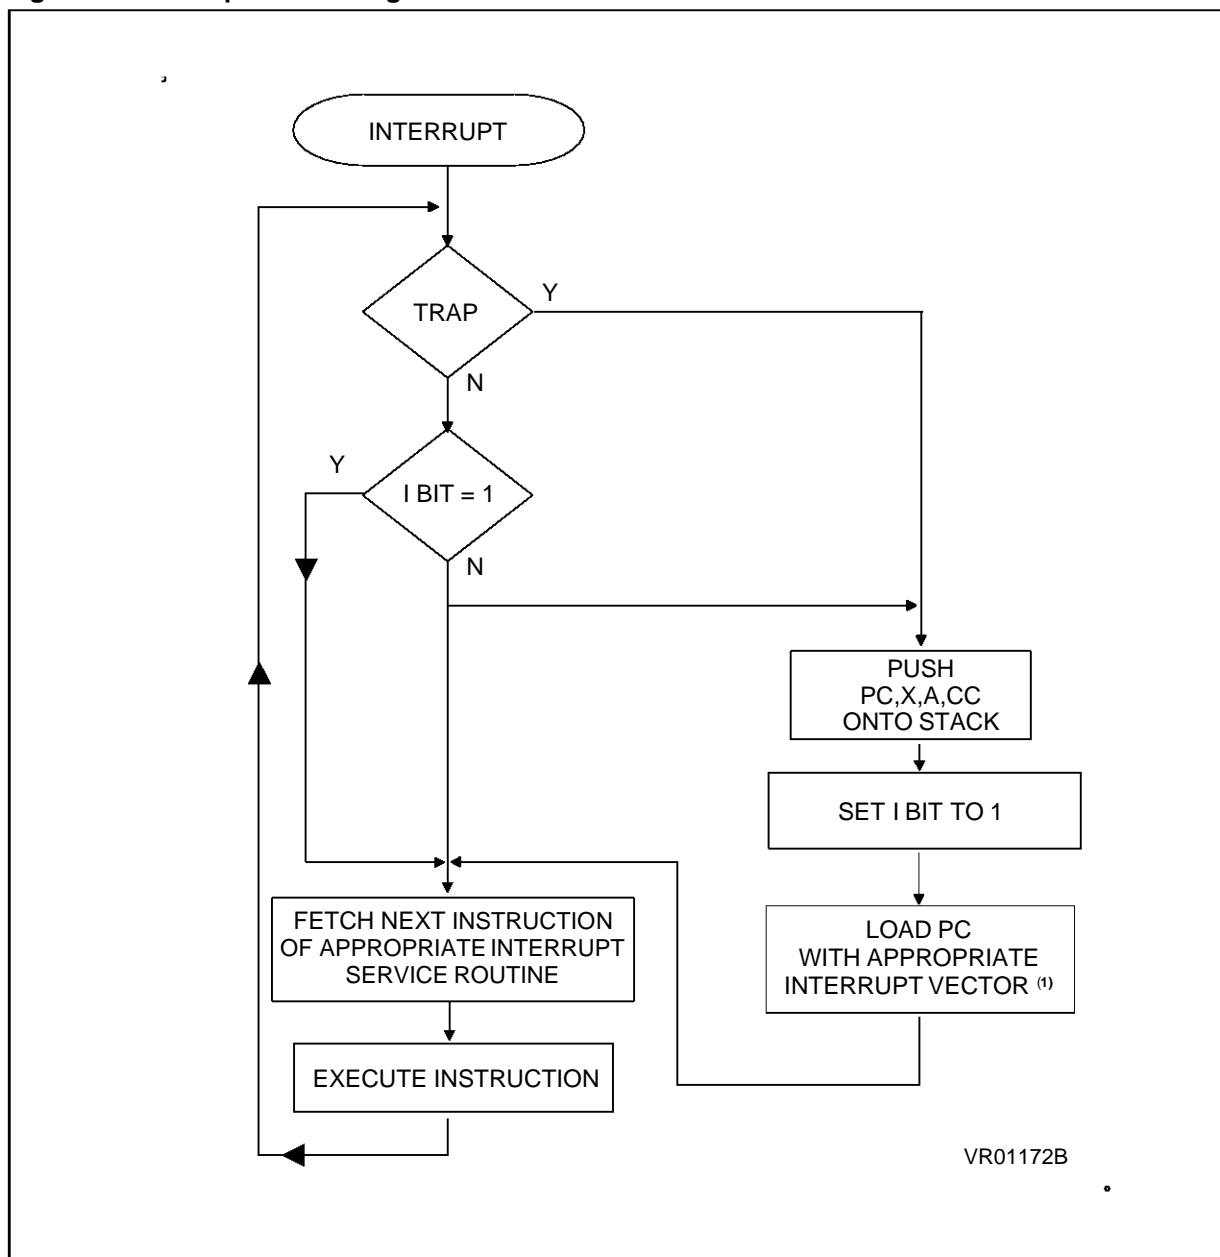 INTERRUPT
TRAP
Y
N
Y
I BIT = 1
N
PUSH
PC,X,A,CC
ONTO STACK
SET I BIT TO 1
FETCH NEXT INSTRUCTION
OF APPROPRIATE INTERRUPT
SERVICE ROUTINE
LOAD PC
WITH APPROPRIATE
INTERRUPT VECTOR (1)
EXECUTE INSTRUCTION
VR01172B